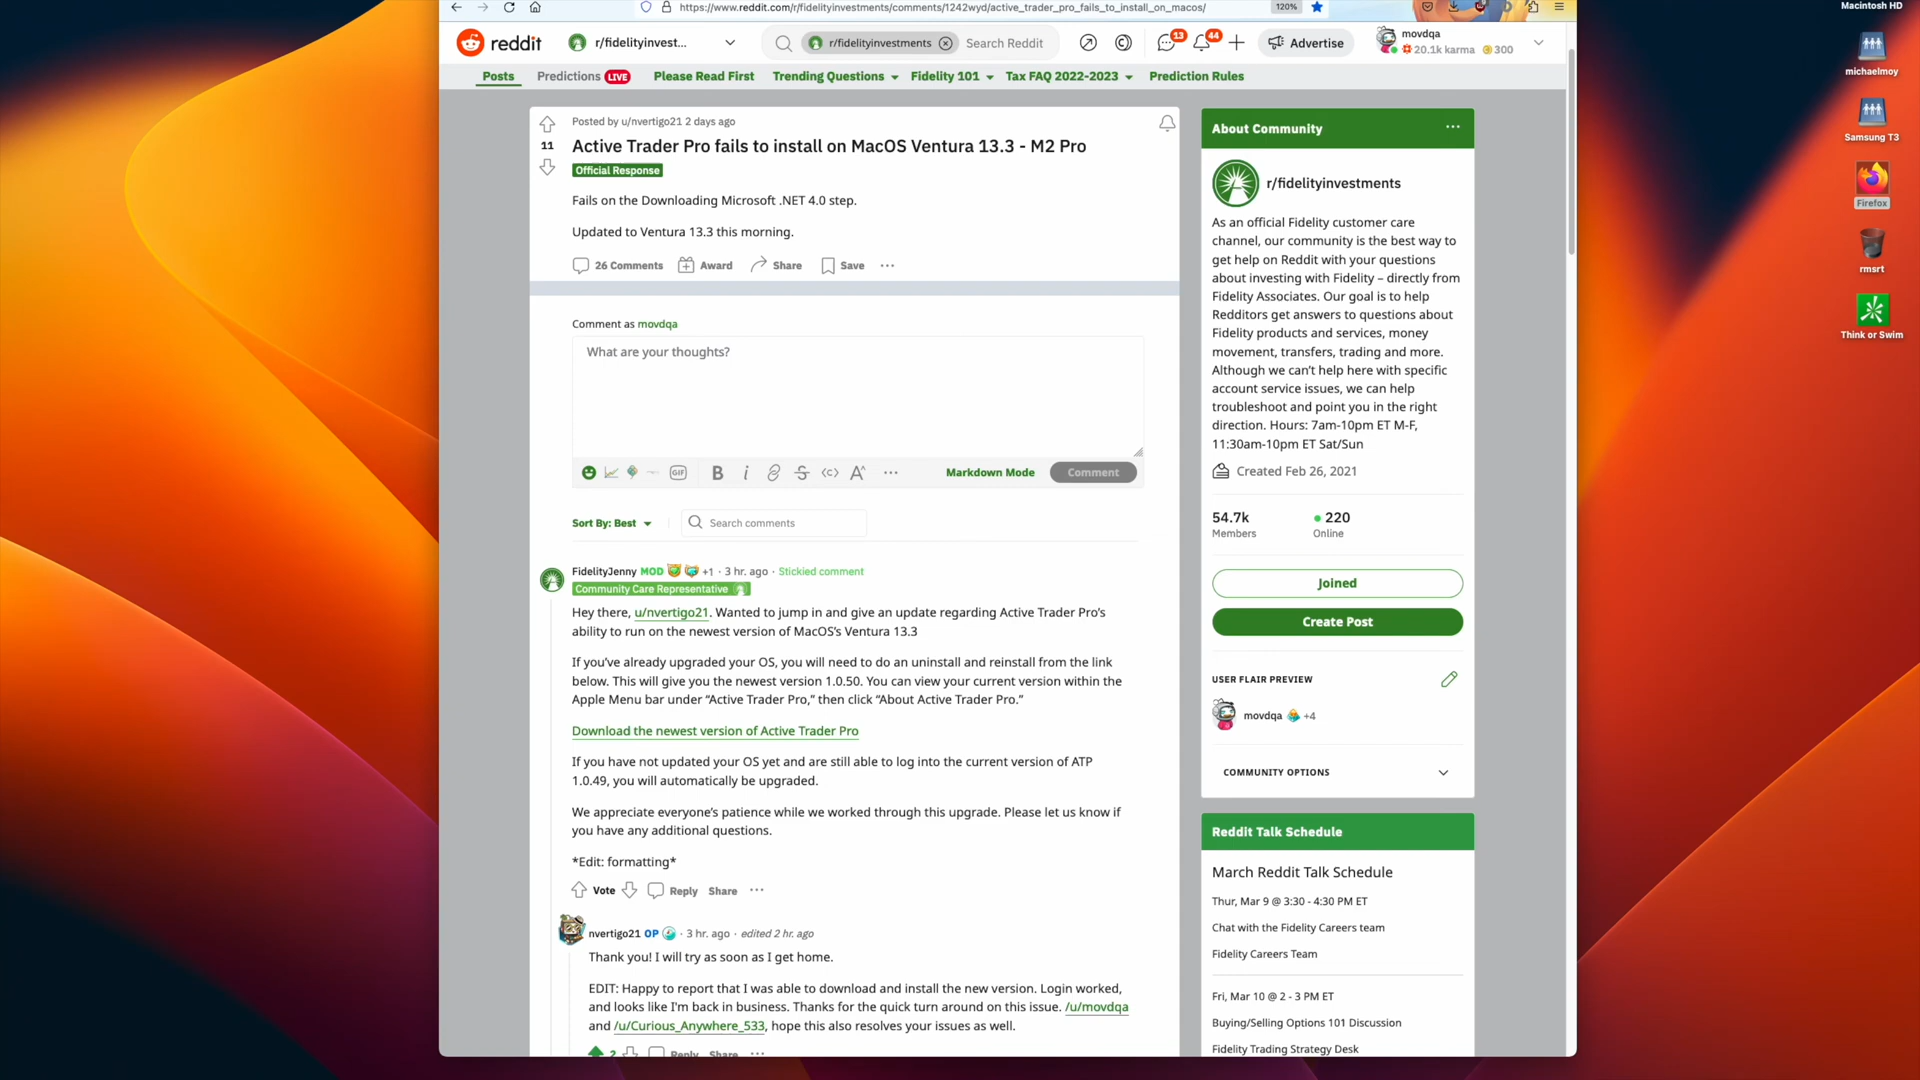 Macintosh HD
https://www.reddit.com/r/fidelityinvestments/comments/1242wyd/active_trader_pro_fails_to_install_on_macos/
120%
reddit
r/fidelityinvest...
r/fidelityinvestments
Search Reddit
13
44
Advertise
movdqa
20.1k karma
300
michaelmoy
Samsung T3
Firefox
rmsrt
Think or Swim
Posts
Predictions LIVE
Please Read First
Trending Questions
Fidelity 101
Tax FAQ 2022-2023
Prediction Rules
Posted by u/nvertigo21 2 days ago
11
Active Trader Pro fails to install on MacOS Ventura 13.3 - M2 Pro
Official Response
Fails on the Downloading Microsoft .NET 4.0 step.
Updated to Ventura 13.3 this morning.
26 Comments
Award
Share
Save
Comment as movdqa
What are your thoughts?
GIF
B
i
Markdown Mode
Comment
Sort By: Best
Search comments
FidelityJenny MOD +1 · 3 hr. ago · Stickied comment
Community Care Representative
Hey there, u/nvertigo21. Wanted to jump in and give an update regarding Active Trader Pro’s
ability to run on the newest version of MacOS’s Ventura 13.3
If you’ve already upgraded your OS, you will need to do an uninstall and reinstall from the link
below. This will give you the newest version 1.0.50. You can view your current version within the
Apple Menu bar under “Active Trader Pro,” then click “About Active Trader Pro.”
Download the newest version of Active Trader Pro
If you have not updated your OS yet and are still able to log into the current version of ATP
1.0.49, you will automatically be upgraded.
We appreciate everyone’s patience while we worked through this upgrade. Please let us know if
you have any additional questions.
*Edit: formatting*
Vote
Reply
Share
nvertigo21 OP · 3 hr. ago · edited 2 hr. ago
Thank you! I will try as soon as I get home.
EDIT: Happy to report that I was able to download and install the new version. Login worked,
and looks like I'm back in business. Thanks for the quick turn around on this issue. /u/movdqa
and /u/Curious_Anywhere_533, hope this also resolves your issues as well.
2
Reply
Share
About Community
r/fidelityinvestments
As an official Fidelity customer care
channel, our community is the best way to
get help on Reddit with your questions
about investing with Fidelity – directly from
Fidelity Associates. Our goal is to help
Redditors get answers to questions about
Fidelity products and services, money
movement, transfers, trading and more.
Although we can’t help here with specific
account service issues, we can help
troubleshoot and point you in the right
direction. Hours: 7am-10pm ET M-F,
11:30am-10pm ET Sat/Sun
Created Feb 26, 2021
54.7k
Members
220
Online
Joined
Create Post
USER FLAIR PREVIEW
movdqa +4
COMMUNITY OPTIONS
Reddit Talk Schedule
March Reddit Talk Schedule
Thur, Mar 9 @ 3:30 - 4:30 PM ET
Chat with the Fidelity Careers team
Fidelity Careers Team
Fri, Mar 10 @ 2 - 3 PM ET
Buying/Selling Options 101 Discussion
Fidelity Trading Strategy Desk